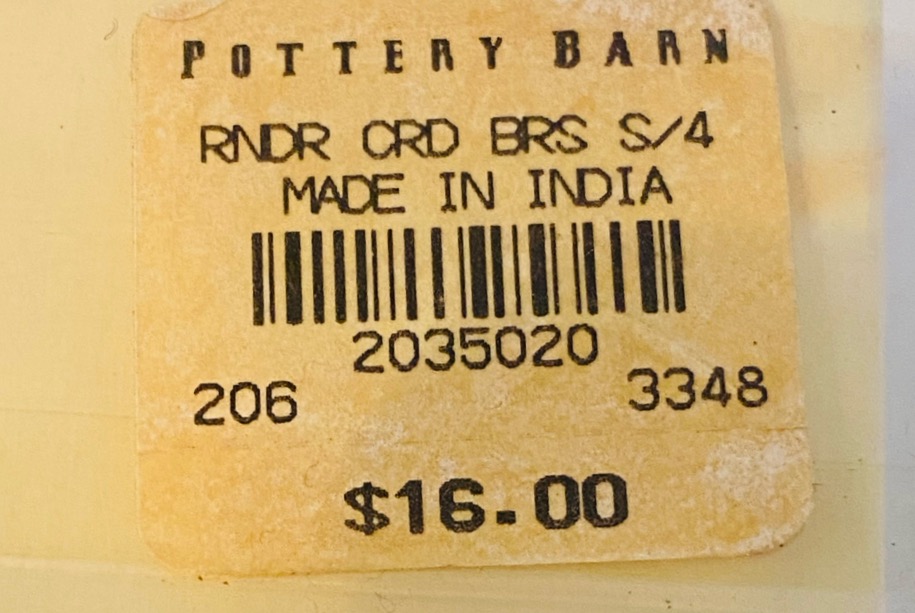 POTTERY BARN
RNDR CRD BRS S/4
MADE IN INDIA
2035020
206 3348
$16.00